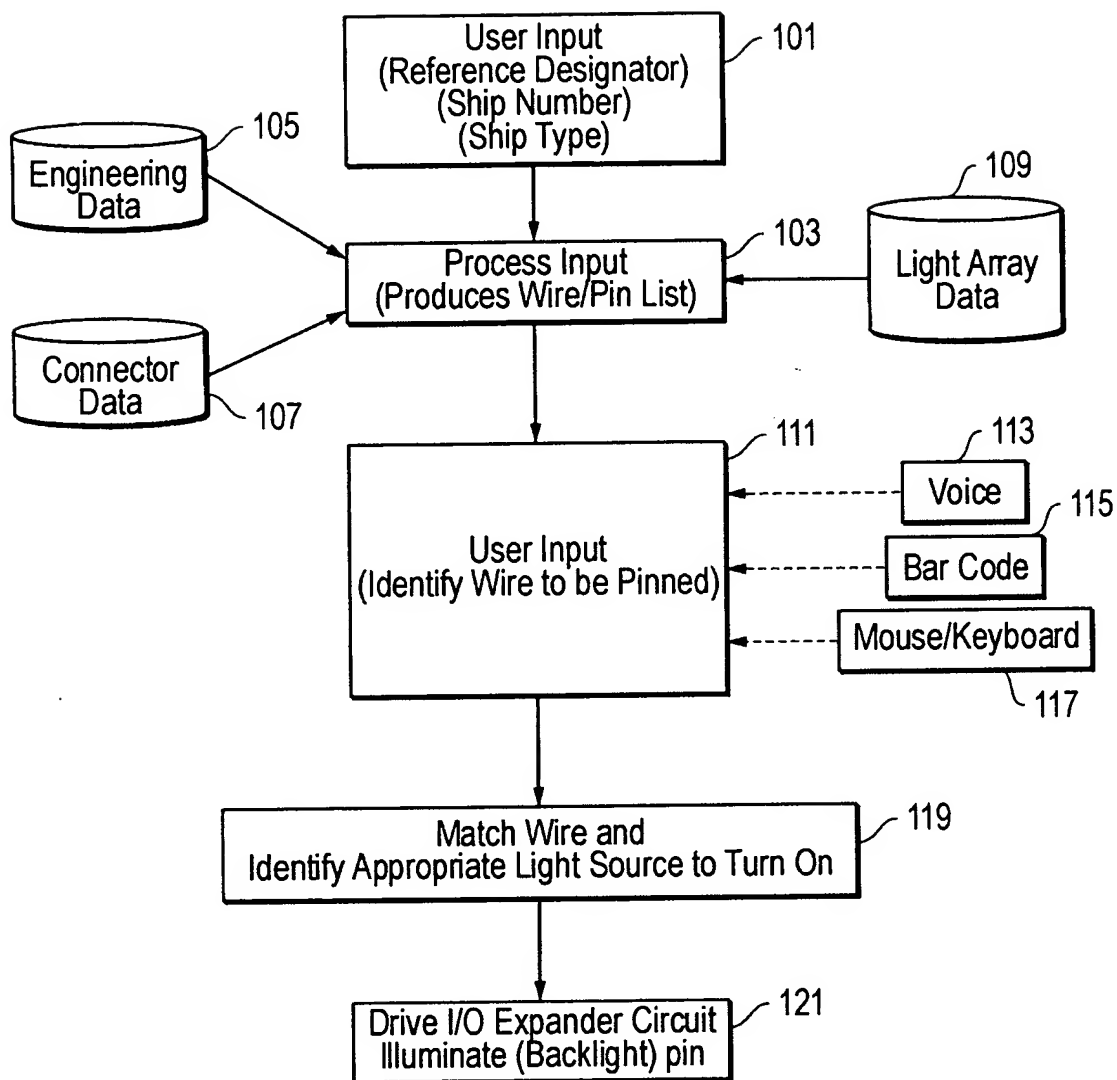 User Input
(Reference Designator)
(Ship Number)
(Ship Type)
101
105
Engineering
Data
109
Light Array
Data
103
Process Input
(Produces Wire/Pin List)
Connector
Data
107
111
113
Voice
115
User Input
(Identify Wire to be Pinned)
Bar Code
Mouse/Keyboard
117
Match Wire and
Identify Appropriate Light Source to Turn On
119
Drive I/O Expander Circuit
Illuminate (Backlight) pin
121